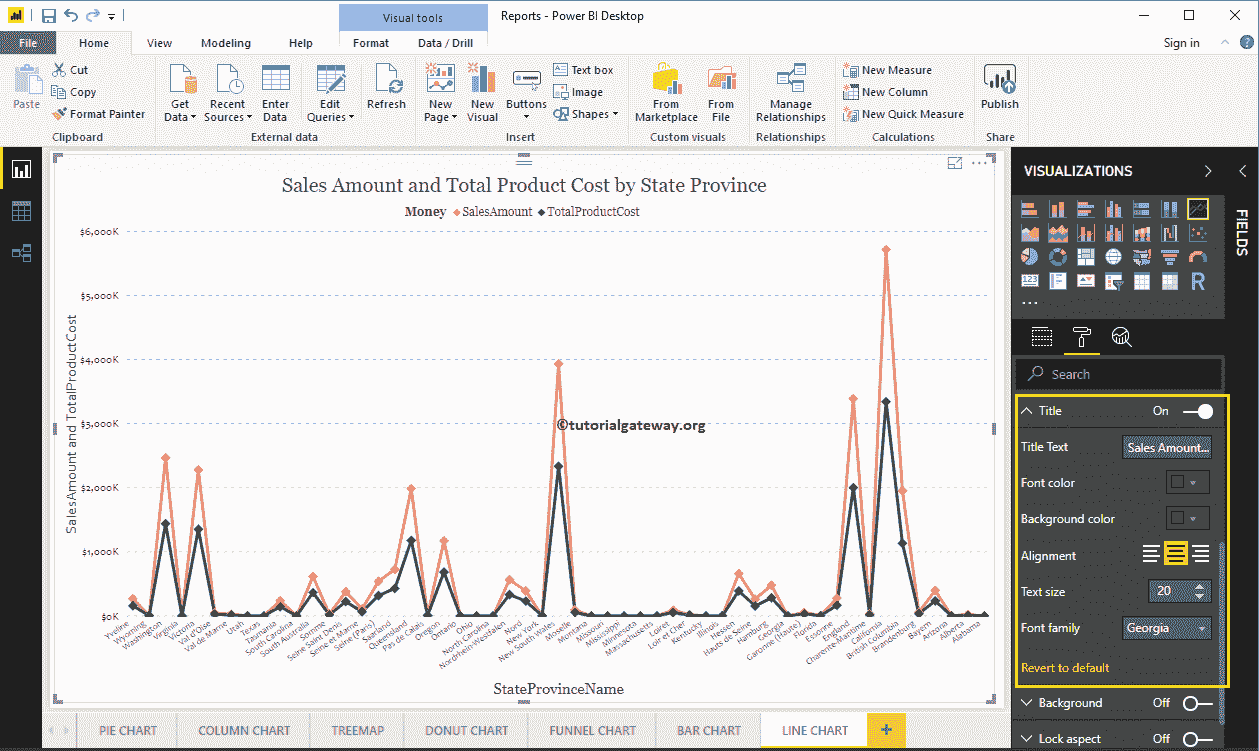 Visual tools
Reports - Power BI Desktop
File
Home
View
Modeling
Help
Format
Data / Drill
Sign in
Paste
Cut
Copy
Format Painter
Clipboard
Get Data
Recent Sources
Enter Data
Edit Queries
External data
Refresh
New Page
New Visual
Buttons
Text box
Image
Shapes
Insert
From Marketplace
From File
Custom visuals
Manage Relationships
Relationships
New Measure
New Column
New Quick Measure
Calculations
Publish
Share
Sales Amount and Total Product Cost by State Province
Money SalesAmount TotalProductCost
SalesAmount and TotalProductCost
$6,000K
$5,000K
$4,000K
$3,000K
$2,000K
$1,000K
$0K
©tutorialgateway.org
Yveline
Wyoming
Washington
Virginia
Victoria
Val d'Oise
Val de Marne
Utah
Texas
Tasmania
South Carolina
South Australia
Somme
Seine Saint Denis
Seine et Marne
Seine (Paris)
Saarland
Queensland
Pas de Calais
Oregon
Ontario
Ohio
North Carolina
Nordrhein-Westfalen
Nord
New York
New South Wales
Moselle
Montana
Missouri
Mississippi
Minnesota
Massachusetts
Loiret
Loir et Cher
Kentucky
Illinois
Hessen
Hauts de Seine
Hamburg
Georgia
Garonne (Haute)
Florida
Essonne
England
Charente-Maritime
California
British Columbia
Brandenburg
Bayern
Arizona
Alberta
Alabama
StateProvinceName
PIE CHART
COLUMN CHART
TREEMAP
DONUT CHART
FUNNEL CHART
BAR CHART
LINE CHART
+
VISUALIZATIONS
FIELDS
123
R
Search
Title On
Title Text Sales Amount...
Font color
Background color
Alignment
Text size 20
Font family Georgia
Revert to default
Background Off
Lock aspect Off